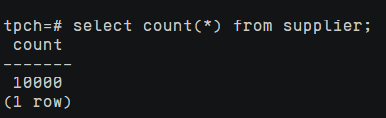 tpch=# select count(*) from supplier;
 count
-------
 10000
(1 row)